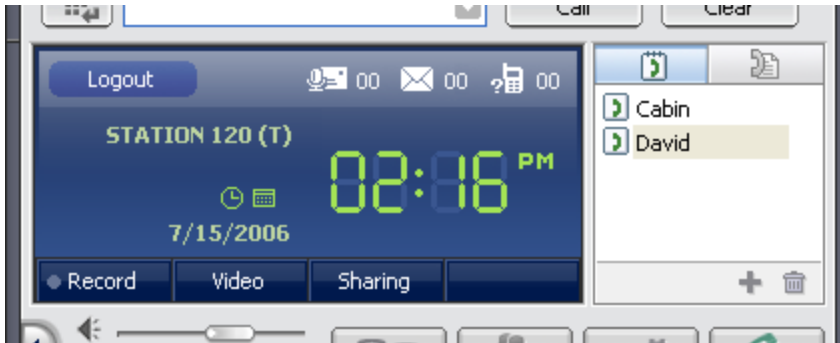 Call Clear
Logout 00 00 ? 00
STATION 120 (T)
02:16 PM
7/15/2006
Record Video Sharing
Cabin
David